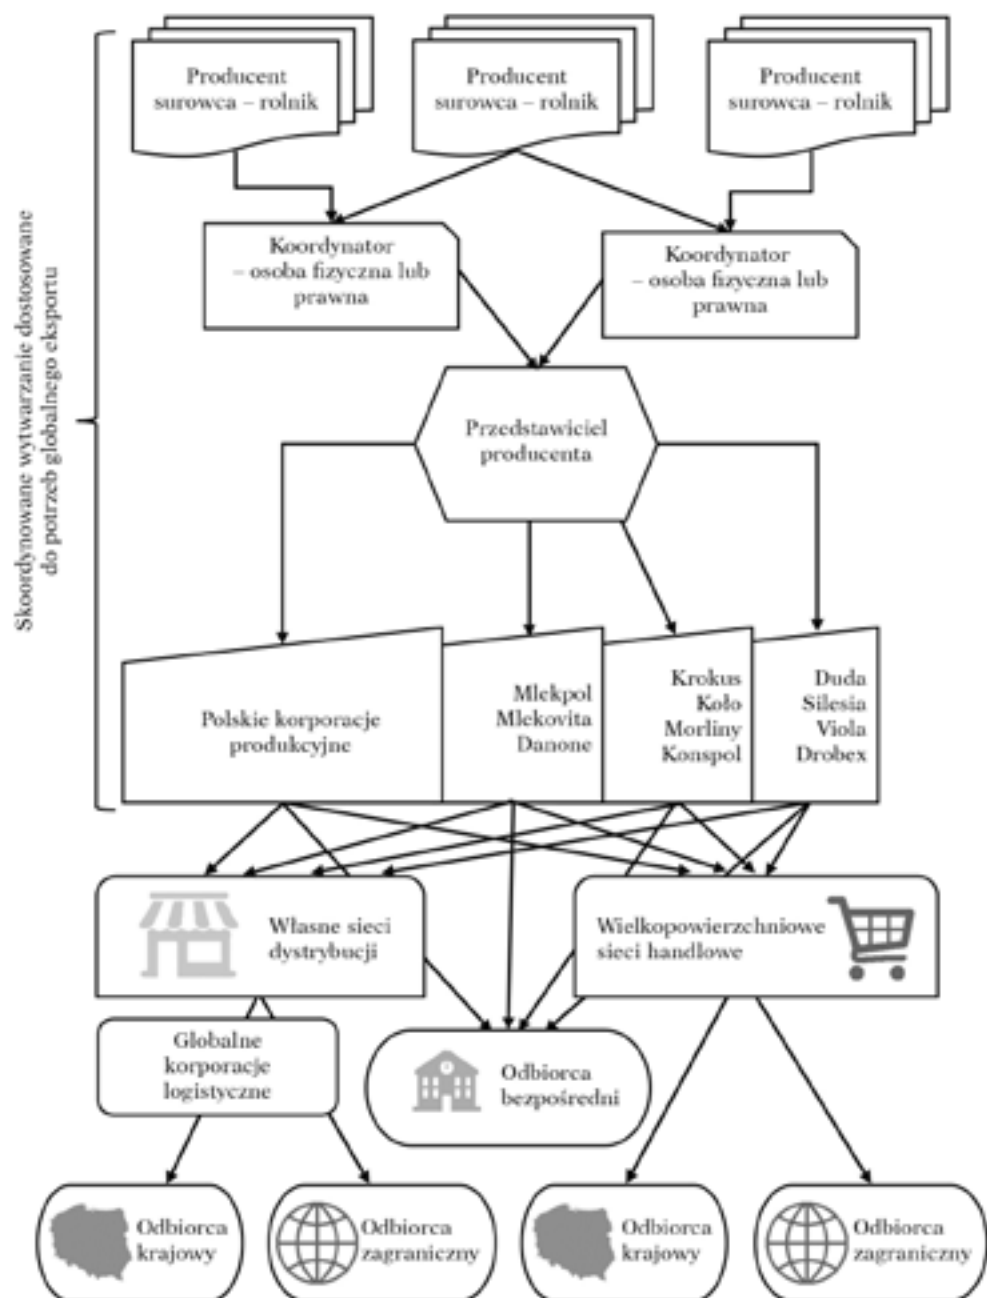 Skoordynowane wytwarzanie dostosowane
do potrzeb globalnego eksportu
Producent
surowca – rolnik
Producent
surowca – rolnik
Producent
surowca – rolnik
Koordynator
– osoba fizyczna lub
prawna
Koordynator
– osoba fizyczna lub
prawna
Przedstawiciel
producenta
Polskie korporacje
produkcyjne
Mlekpol
Mlekovita
Danone
Krokus
Koło
Morliny
Konspol
Duda
Silesia
Viola
Drobex
Własne sieci
dystrybucji
Wielkopowierzchniowe
sieci handlowe
Globalne
korporacje
logistyczne
Odbiorca
bezpośredni
Odbiorca
krajowy
Odbiorca
zagraniczny
Odbiorca
krajowy
Odbiorca
zagraniczny